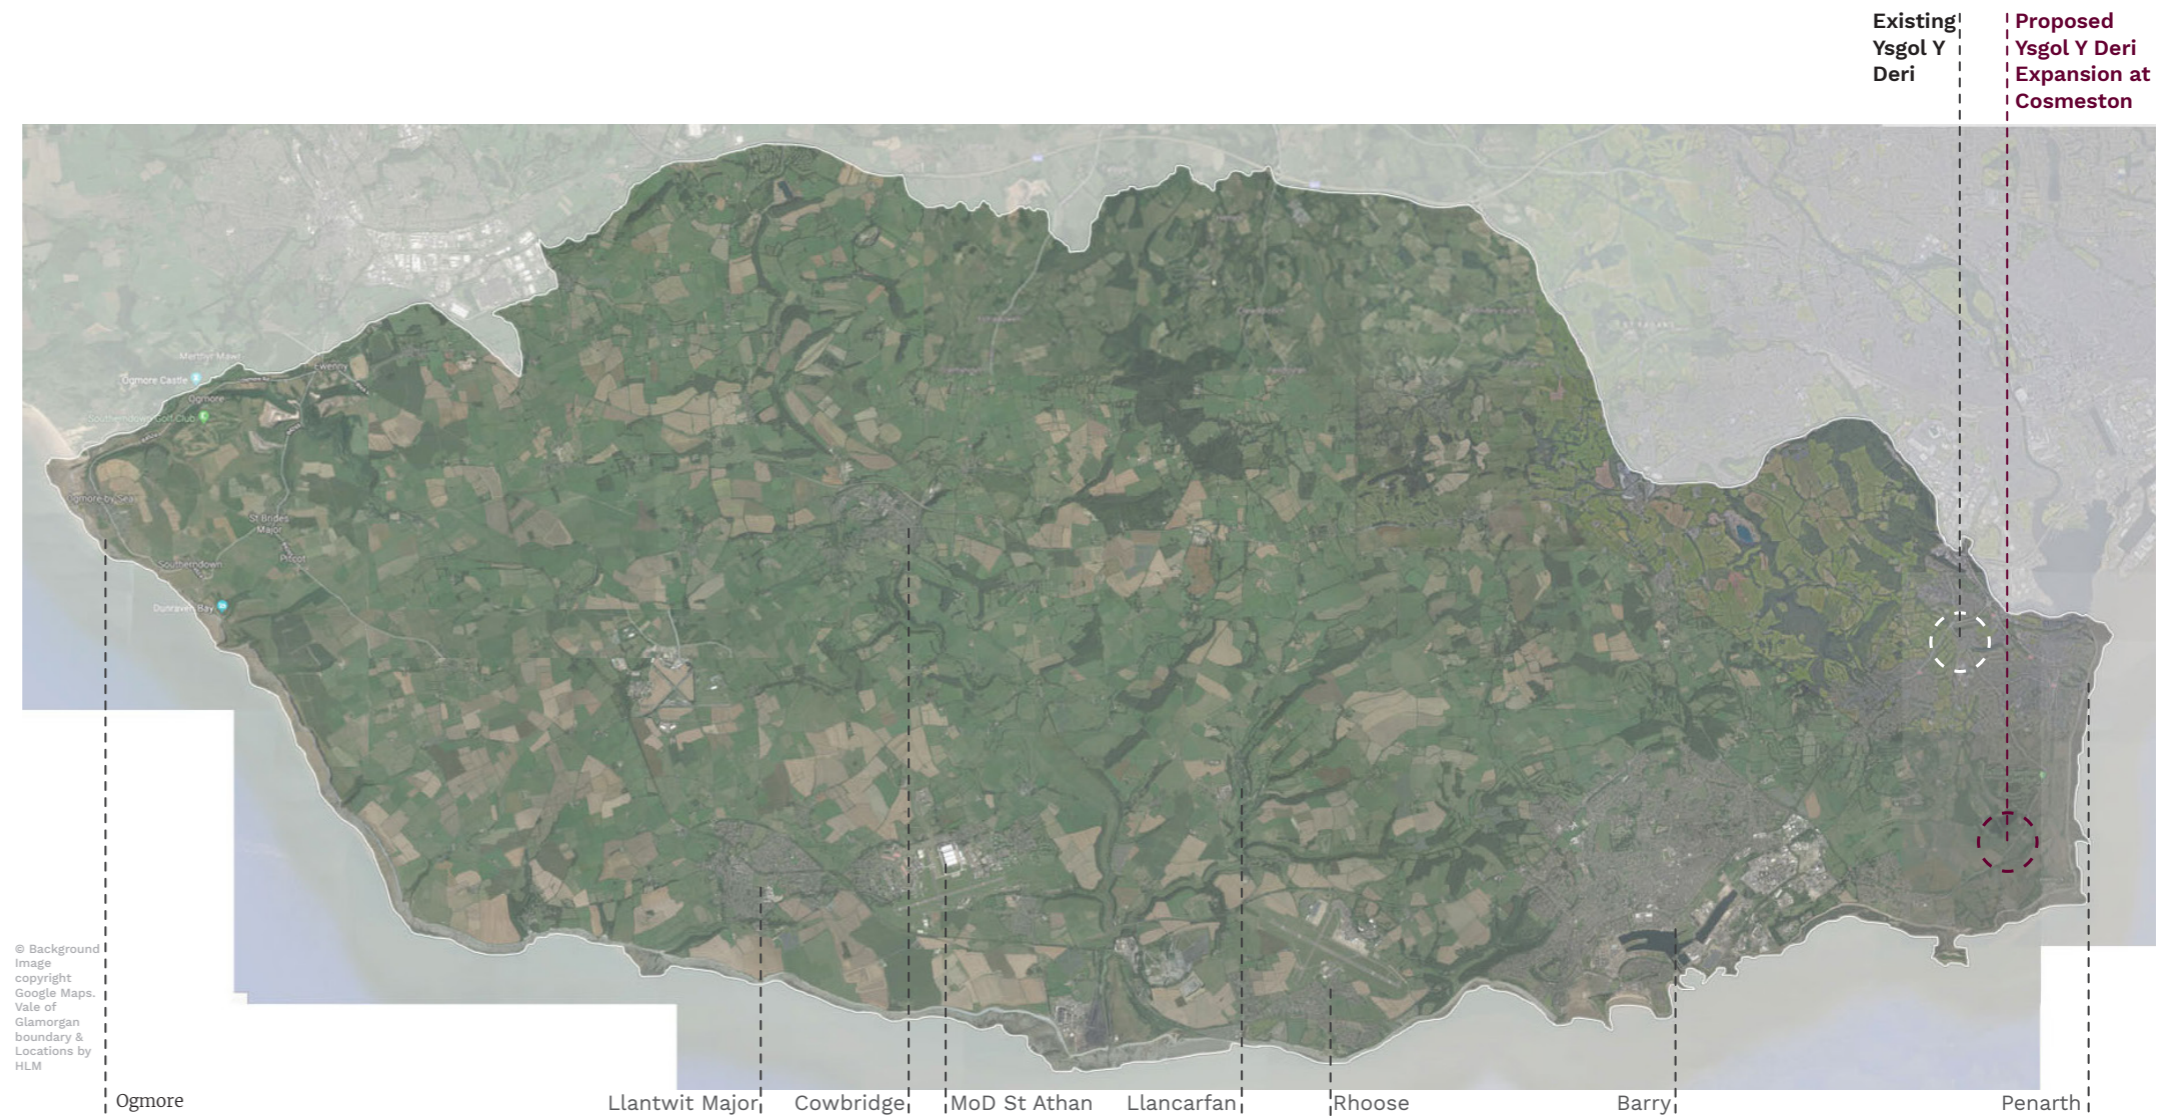 Existing
Ysgol Y
Deri
Proposed
Ysgol Y Deri
Expansion at
Cosmeston
Merthyr Mawr
Ogmore Castle
Ewenny
Ogmore
Southerndown Golf Club
Ogmore by Sea
St Brides
Major
Pitcot
Southerndown
Dunraven Bay
© Background
Image
copyright
Google Maps.
Vale of
Glamorgan
boundary &
Locations by
HLM
Ogmore
Llantwit Major
Cowbridge
MoD St Athan
Llancarfan
Rhoose
Barry
Penarth